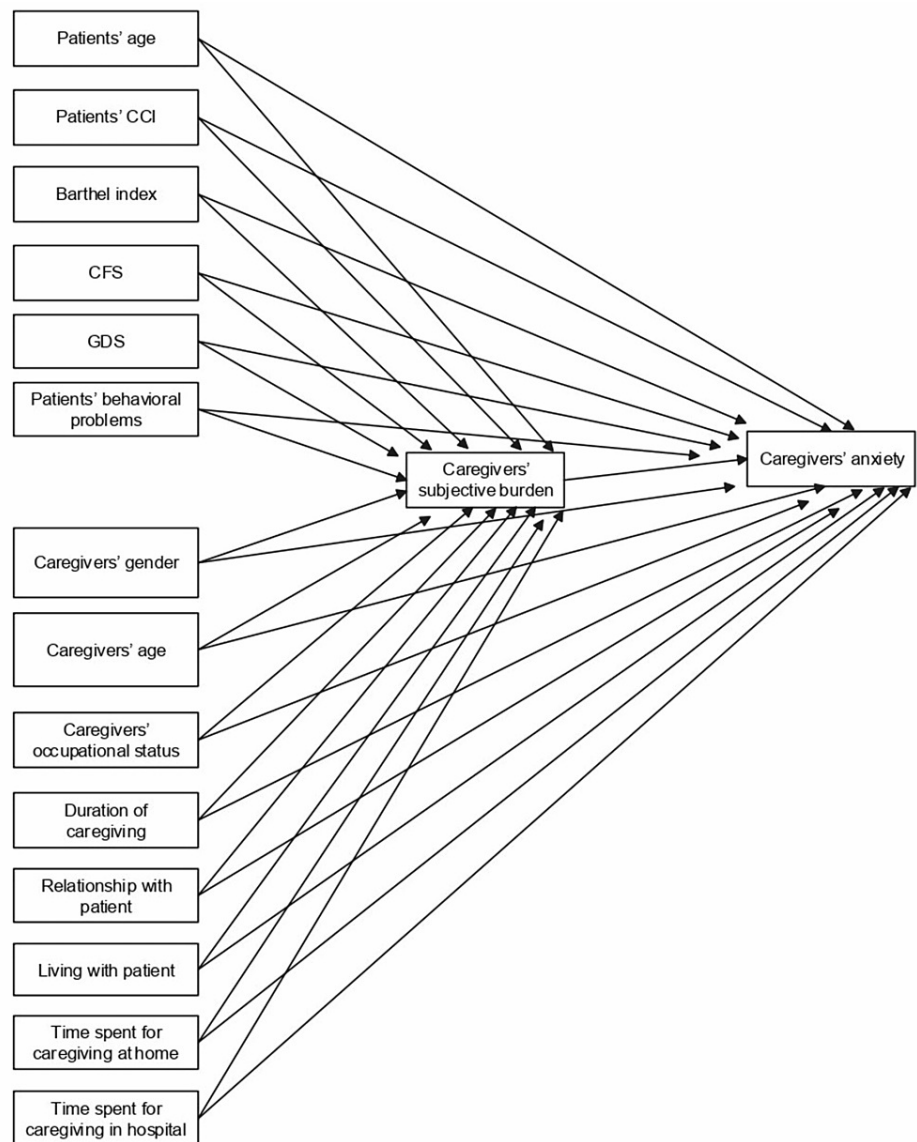 Patients’ age
Patients’ CCI
Barthel index
CFS
GDS
Patients’ behavioral
problems
Caregivers’
subjective burden
Caregivers’ anxiety
Caregivers’ gender
Caregivers’ age
Caregivers’
occupational status
Duration of
caregiving
Relationship with
patient
Living with patient
Time spent for
caregiving at home
Time spent for
caregiving in hospital